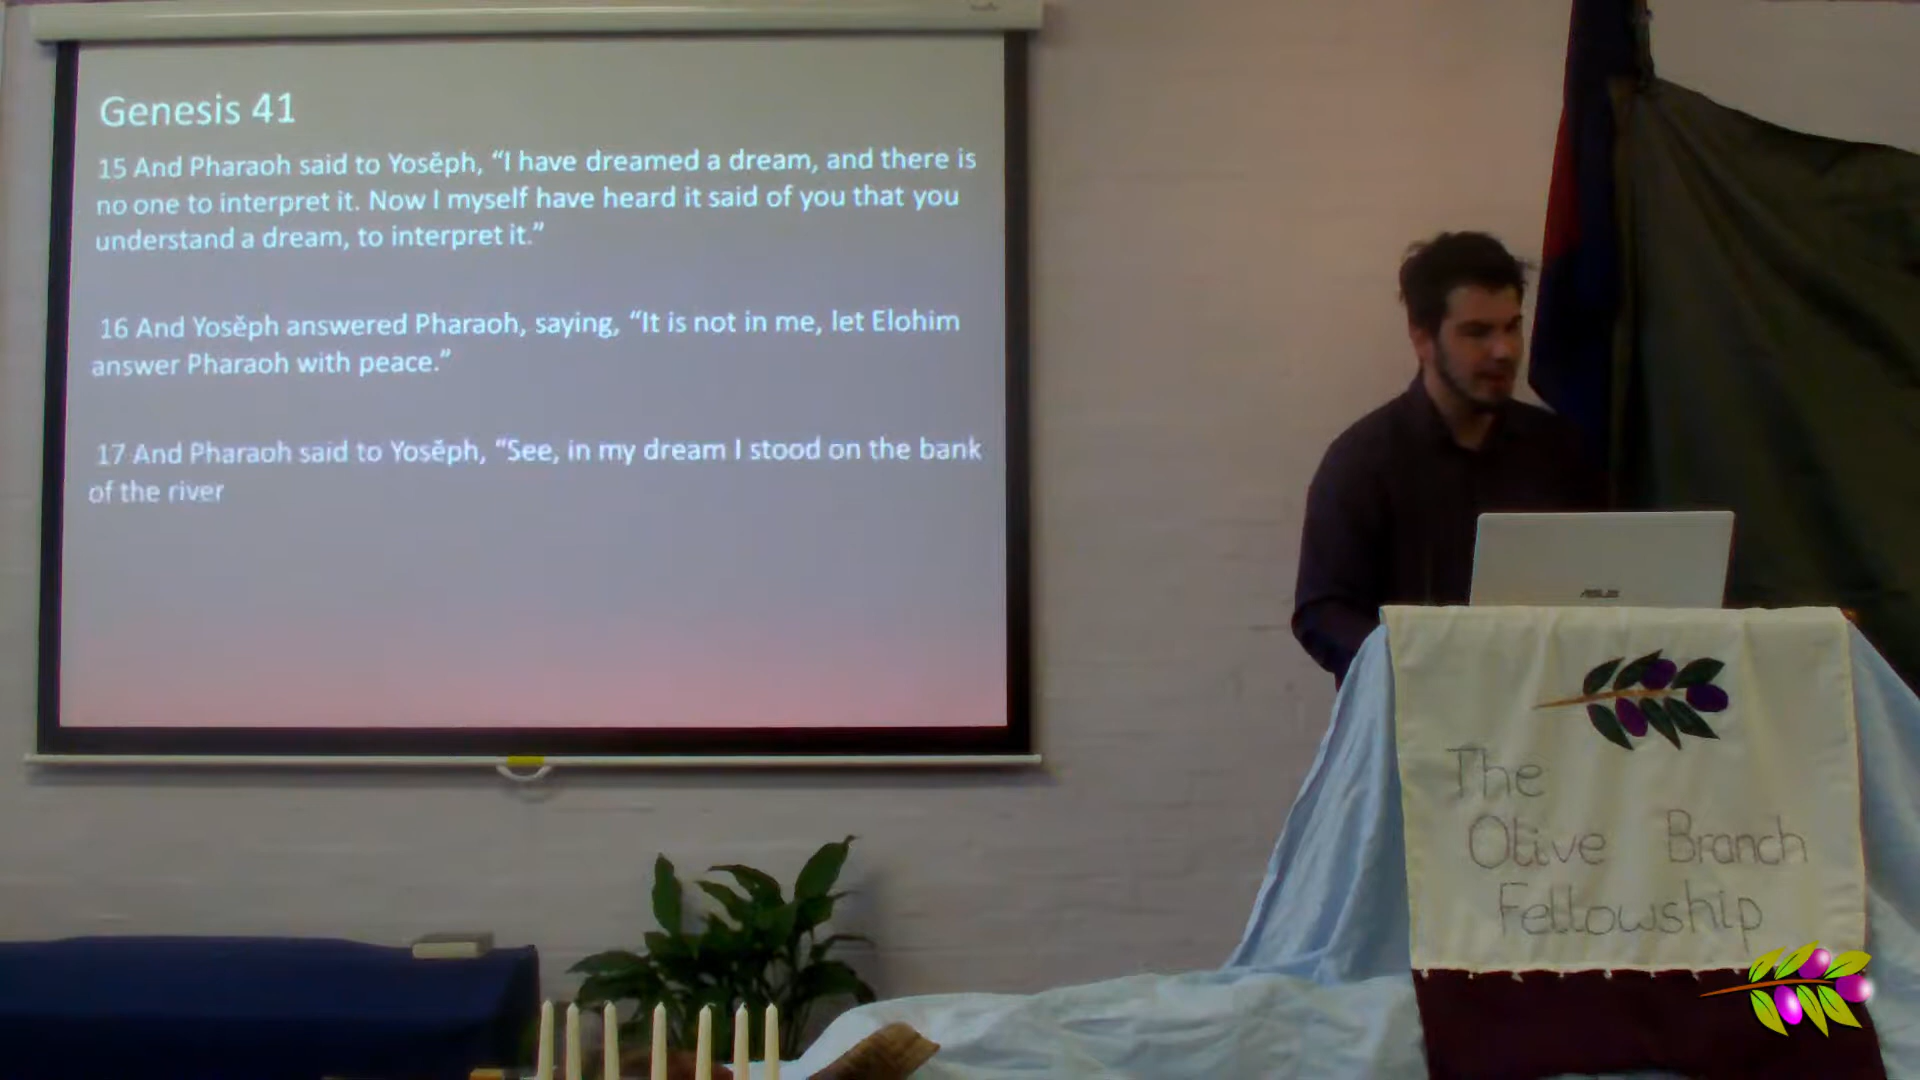 Genesis 41
15 And Pharaoh said to Yosĕph, “I have dreamed a dream, and there is
no one to interpret it. Now I myself have heard it said of you that you
understand a dream, to interpret it.”
16 And Yosĕph answered Pharaoh, saying, “It is not in me, let Elohim
answer Pharaoh with peace.”
17 And Pharaoh said to Yosĕph, “See, in my dream I stood on the bank
of the river
ASUS
The
Olive Branch
Fellowship